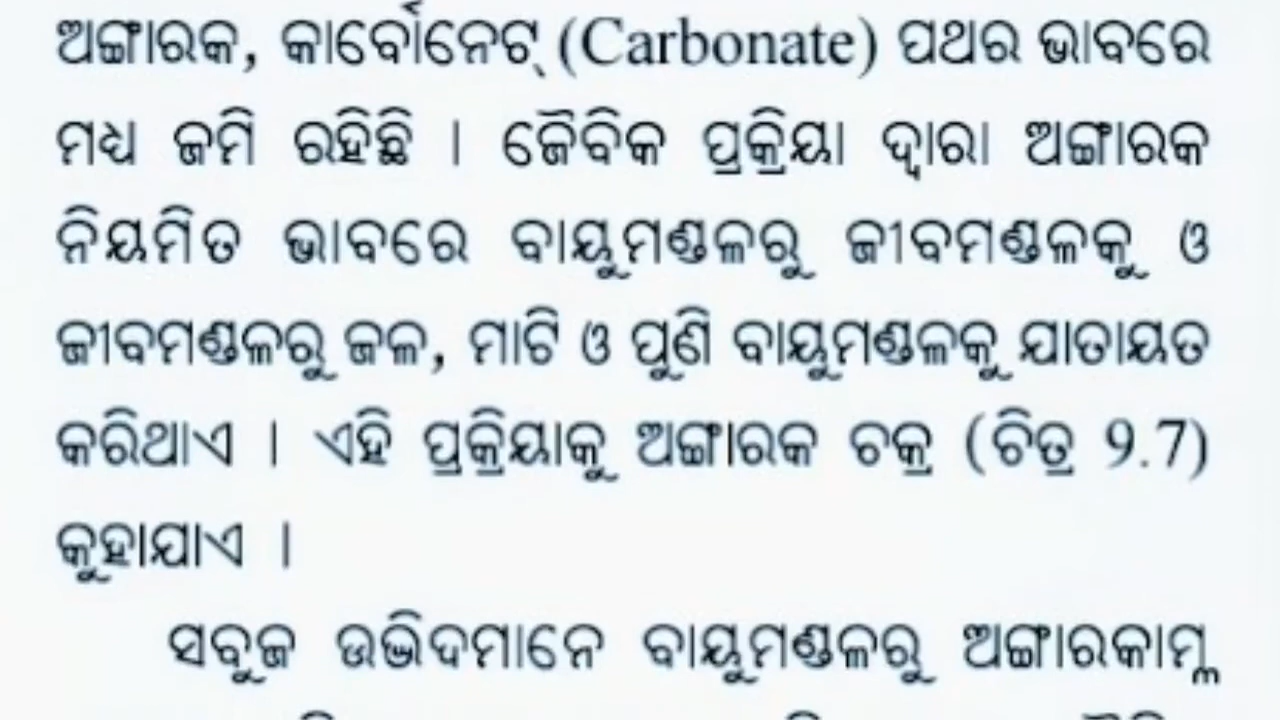 ଅଙ୍ଗାରକ, କାର୍ବୋନେଟ୍ (Carbonate) ପଥର ଭାବରେ
ମଧ୍ୟ ଜମି ରହିଛି । ଜୈବିକ ପ୍ରକ୍ରିୟା ଦ୍ୱାରା ଅଙ୍ଗାରକ
ନିୟମିତ ଭାବରେ ବାୟୁମଣ୍ଡଳରୁ ଜୀବମଣ୍ଡଳକୁ ଓ
ଜୀବମଣ୍ଡଳରୁ ଜଳ, ମାଟି ଓ ପୁଣି ବାୟୁମଣ୍ଡଳକୁ ଯାତାୟତ
କରିଥାଏ । ଏହି ପ୍ରକ୍ରିୟାକୁ ଅଙ୍ଗାରକ ଚକ୍ର (ଚିତ୍ର 9.7)
କୁହାଯାଏ ।
ସବୁଜ ଉଦ୍ଭିଦମାନେ ବାୟୁମଣ୍ଡଳରୁ ଅଙ୍ଗାରକାମ୍ଳ